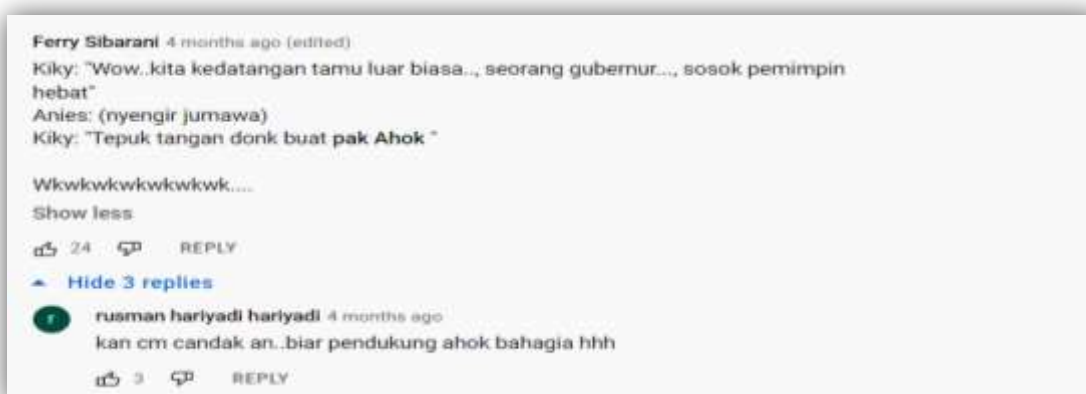 Ferry Sibarani 4 months ago (edited)
Kiky: "Wow..kita kedatangan tamu luar biasa.., seorang gubernur..., sosok pemimpin
hebat"
Anies: (nyengir jumawa)
Kiky: "Tepuk tangan donk buat pak Ahok "
Wkwkwkwkwkwkwk....
Show less
24 REPLY
Hide 3 replies
r
rusman hariyadi hariyadi 4 months ago
kan cm candak an..biar pendukung ahok bahagia hhh
3 REPLY